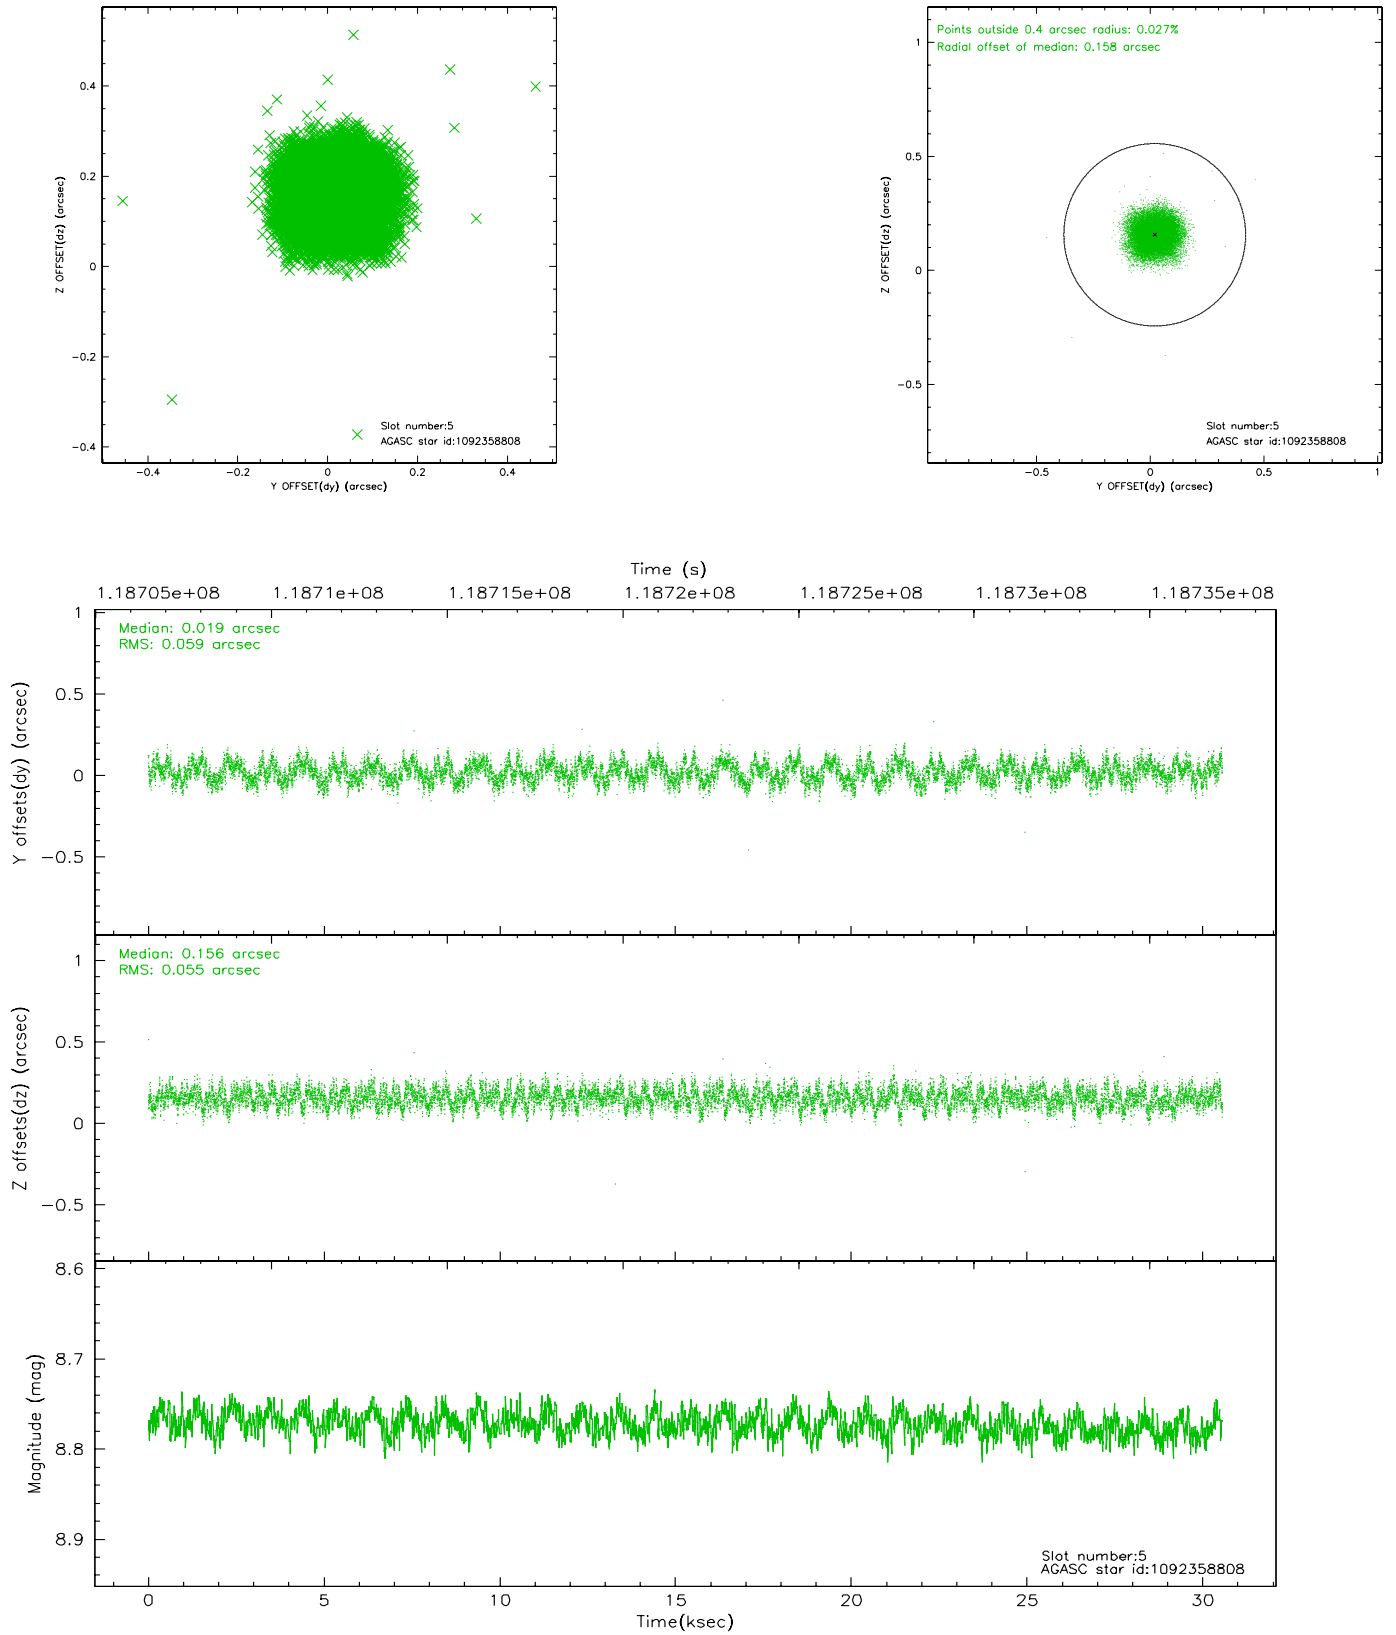 0.4
0.2
0
−0.2
−0.4
Z OFFSET(dz) (arcsec)
−0.4 −0.2 0 0.2 0.4
Y OFFSET(dy) (arcsec)
Slot number:5
AGASC star id:1092358808
Points outside 0.4 arcsec radius: 0.027%
Radial offset of median: 0.158 arcsec
1
0.5
0
−0.5
Z OFFSET(dz) (arcsec)
−0.5 0 0.5 1
Y OFFSET(dy) (arcsec)
Slot number:5
AGASC star id:1092358808
Time (s)
1.18705e+08 1.1871e+08 1.18715e+08 1.1872e+08 1.18725e+08 1.1873e+08 1.18735e+08
Median: 0.019 arcsec
RMS: 0.059 arcsec
1
0.5
0
−0.5
Y offsets(dy) (arcsec)
Median: 0.156 arcsec
RMS: 0.055 arcsec
1
0.5
0
−0.5
Z offsets(dz) (arcsec)
8.6
8.7
8.8
8.9
Magnitude (mag)
Slot number:5
AGASC star id:1092358808
0 5 10 15 20 25 30
Time(ksec)